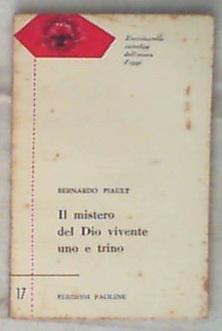 Enciclopedia
cattolica
dell'uomo
d'oggi
BERNARDO PIAULT
Il mistero
del Dio vivente
uno e trino
17
EDIZIONI PAOLINE